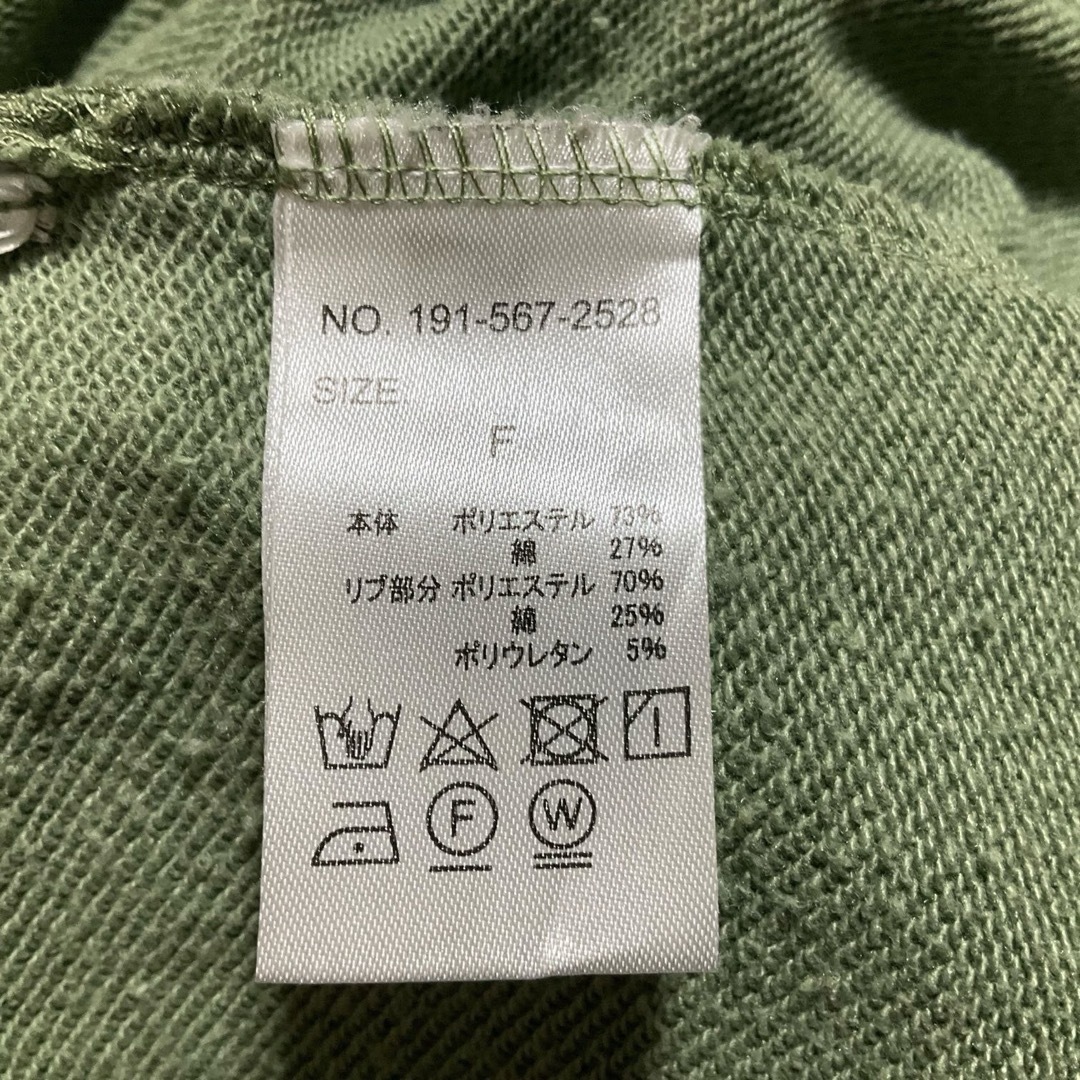 NO. 191-567-2528
SIZE
F
本体 ポリエステル 73%
綿 27%
リブ部分 ポリエステル 70%
綿 25%
ポリウレタン 5%
F W